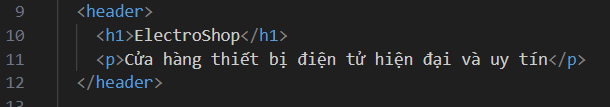 9 <header>
10 <h1>ElectroShop</h1>
11 <p>Cửa hàng thiết bị điện tử hiện đại và uy tín</p>
12 </header>